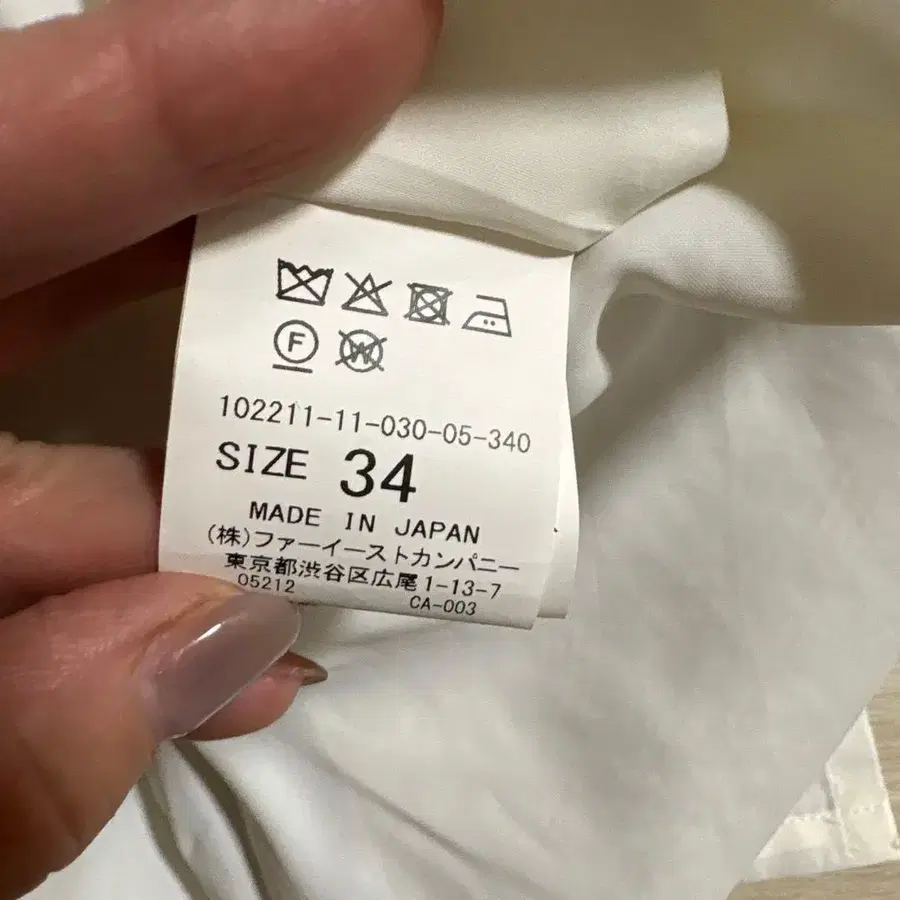 F W
102211-11-030-05-340
SIZE 34
MADE IN JAPAN
(株)ファーイーストカンパニー
東京都渋谷区広尾1-13-7
05212 CA-003